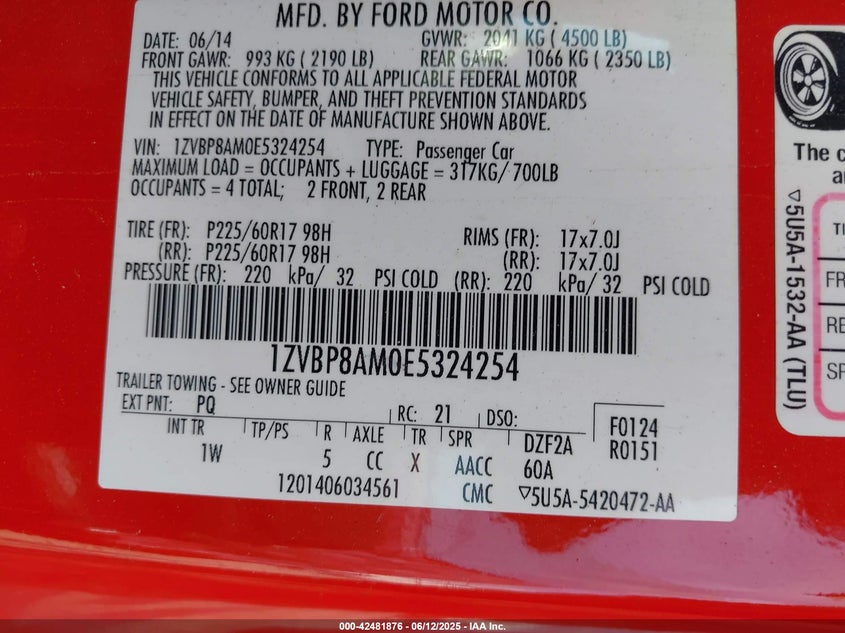 MFD. BY FORD MOTOR CO.
DATE: 06/14 GVWR: 2041 KG ( 4500 LB)
FRONT GAWR: 993 KG ( 2190 LB) REAR GAWR: 1066 KG ( 2350 LB)
THIS VEHICLE CONFORMS TO ALL APPLICABLE FEDERAL MOTOR
VEHICLE SAFETY, BUMPER, AND THEFT PREVENTION STANDARDS
IN EFFECT ON THE DATE OF MANUFACTURE SHOWN ABOVE.
VIN: 1ZVBP8AM0E5324254 TYPE: Passenger Car
MAXIMUM LOAD = OCCUPANTS + LUGGAGE = 317KG/ 700LB
OCCUPANTS = 4 TOTAL; 2 FRONT, 2 REAR
TIRE (FR): P225/60R17 98H RIMS (FR): 17x7.0J
(RR): P225/60R17 98H (RR): 17x7.0J
PRESSURE (FR): 220 kPa/ 32 PSI COLD (RR): 220 kPa/ 32 PSI COLD
1ZVBP8AM0E5324254
TRAILER TOWING - SEE OWNER GUIDE
EXT PNT: PQ RC: 21 DSO: F0124
INT TR TP/PS R AXLE TR SPR DZF2A R0151
1W 5 CC X AACC 60A
1201406034561 CMC ▽5U5A-5420472-AA
The c
a
▽5U5A-1532-AA (TLU)
TI
FR
RE
SP
000-42481876 - 06/12/2025 - IAA Inc.